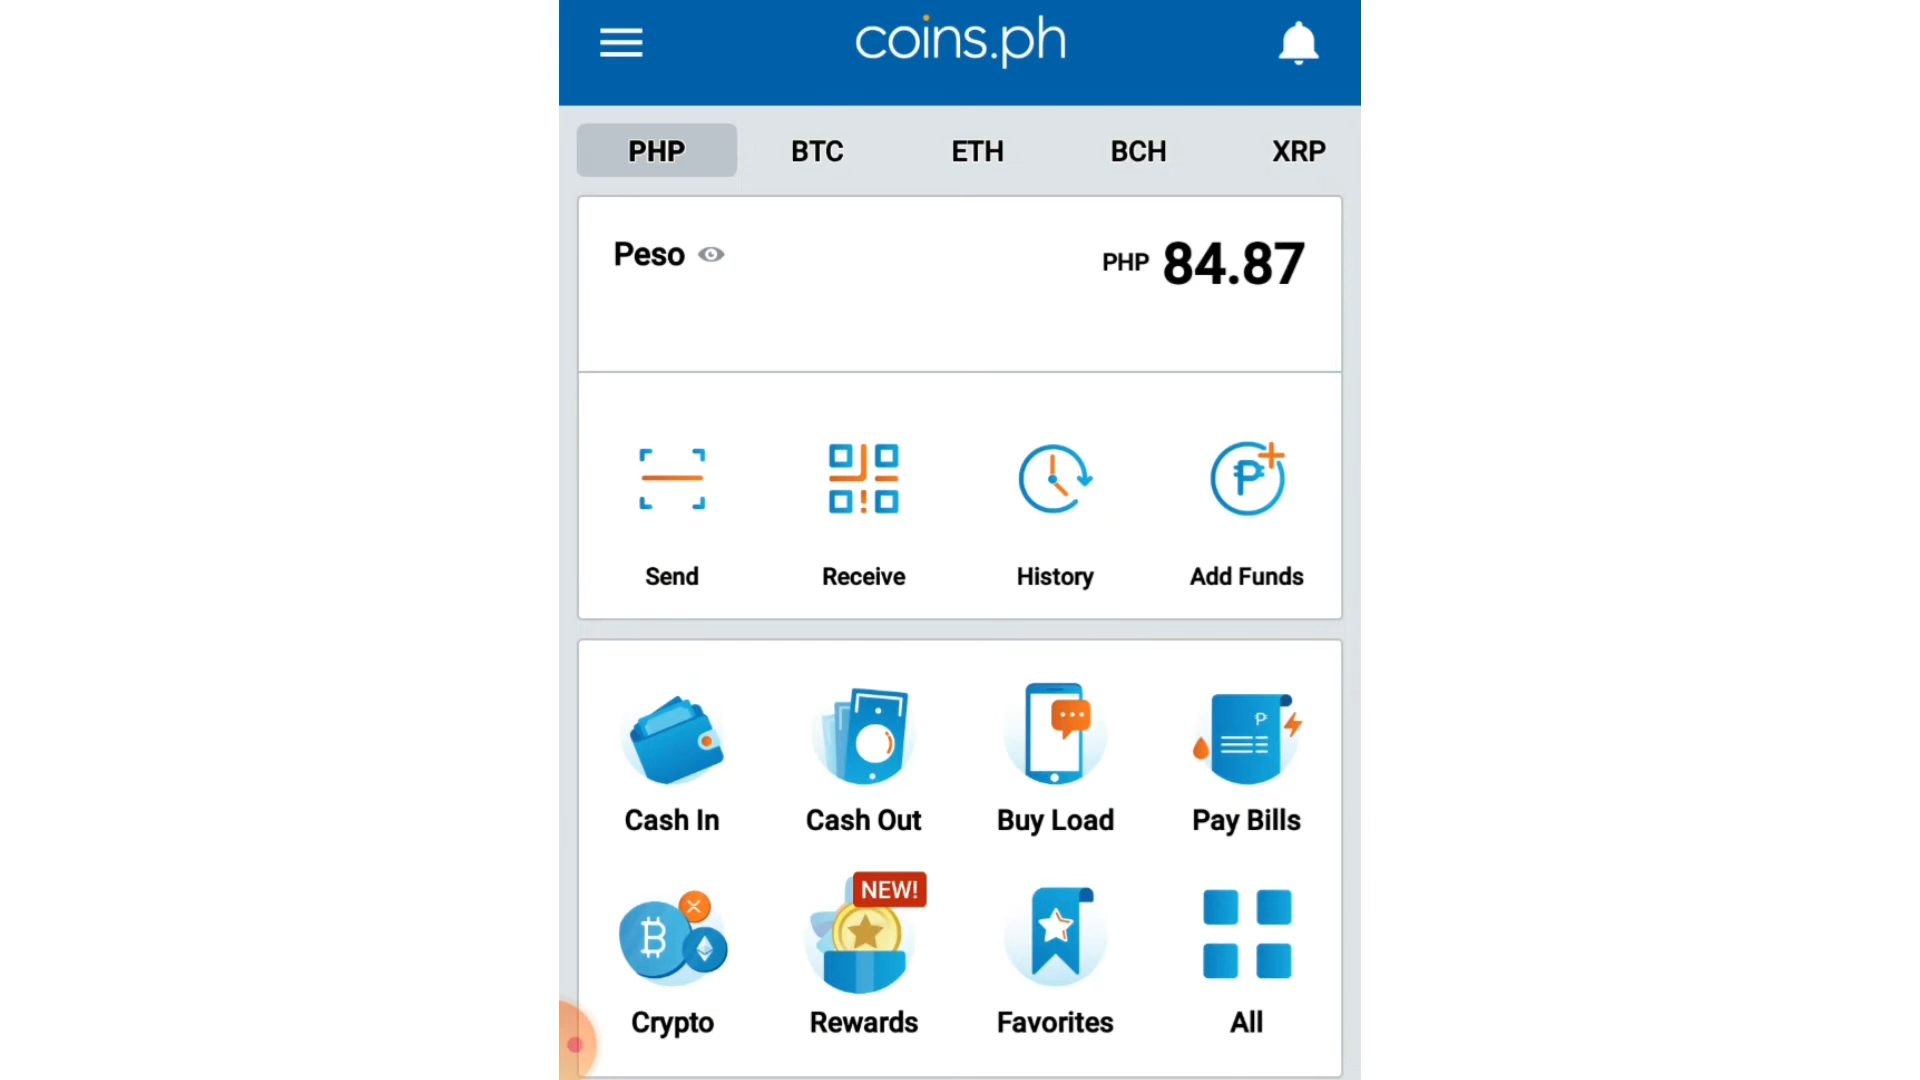 coins.ph
PHP BTC ETH BCH XRP
Peso PHP 84.87
Send Receive History Add Funds
Cash In Cash Out Buy Load Pay Bills
NEW!
Crypto Rewards Favorites All